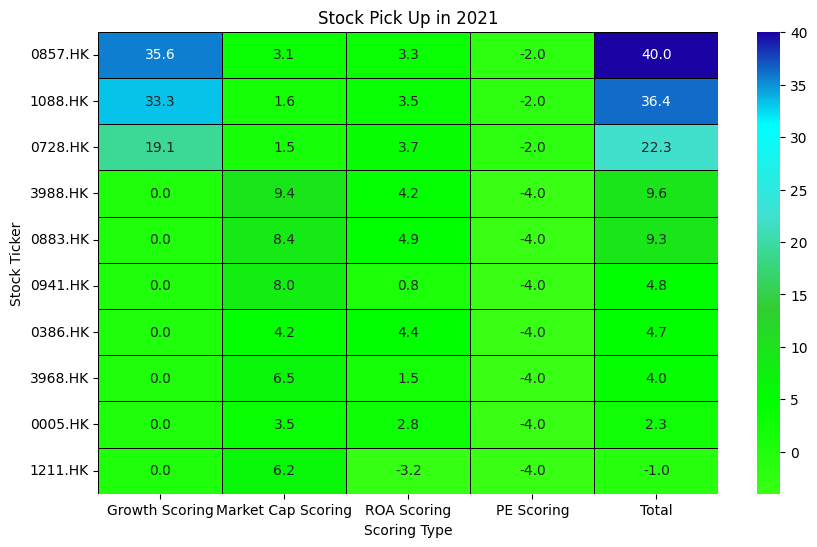 Stock Pick Up in 2021
Stock Ticker
0857.HK 35.6 3.1 3.3 -2.0 40.0
1088.HK 33.3 1.6 3.5 -2.0 36.4
0728.HK 19.1 1.5 3.7 -2.0 22.3
3988.HK 0.0 9.4 4.2 -4.0 9.6
0883.HK 0.0 8.4 4.9 -4.0 9.3
0941.HK 0.0 8.0 0.8 -4.0 4.8
0386.HK 0.0 4.2 4.4 -4.0 4.7
3968.HK 0.0 6.5 1.5 -4.0 4.0
0005.HK 0.0 3.5 2.8 -4.0 2.3
1211.HK 0.0 6.2 -3.2 -4.0 -1.0
Growth Scoring Market Cap Scoring ROA Scoring PE Scoring Total
Scoring Type
40
35
30
25
20
15
10
5
0